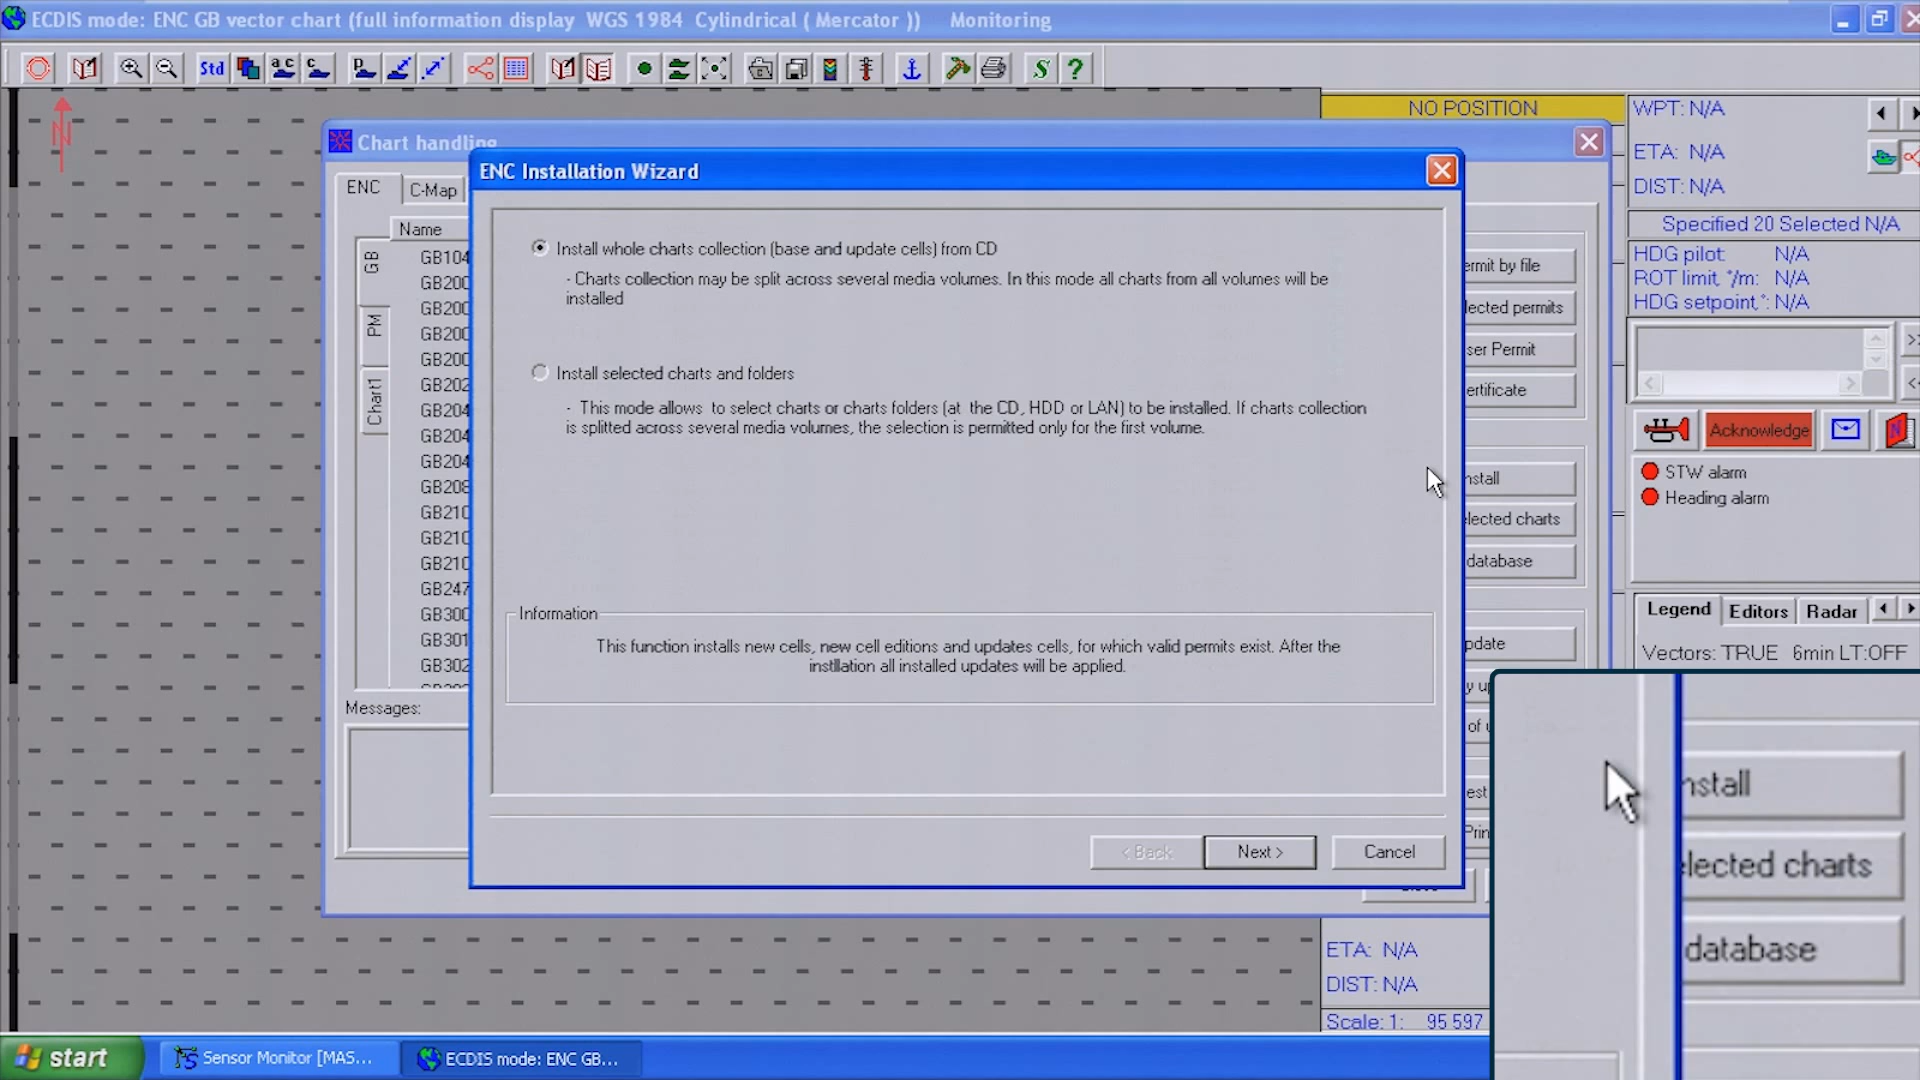 ECDIS mode: ENC GB vector chart (full information display WGS 1984 Cylindrical ( Mercator )) Monitoring
Std
N
NO POSITION
WPT: N/A
ETA: N/A
DIST: N/A
Specified 20 Selected N/A
HDG pilot: N/A
ROT limit, °/m: N/A
HDG setpoint,°: N/A
Acknowledge
STW alarm
Heading alarm
Legend Editors Radar
Vectors: TRUE 6min LT:OFF
Chart handling
ENC C-Map
Name
GB
PM
Chart1
GB104
GB200
GB200
GB200
GB200
GB202
GB204
GB204
GB204
GB208
GB210
GB210
GB210
GB247
GB300
GB301
GB302
Messages:
ENC Installation Wizard
Install whole charts collection (base and update cells) from CD
- Charts collection may be split across several media volumes. In this mode all charts from all volumes will be
installed
Install selected charts and folders
- This mode allows to select charts or charts folders (at the CD, HDD or LAN) to be installed. If charts collection
is splitted across several media volumes, the selection is permitted only for the first volume.
Information
This function installs new cells, new cell editions and updates cells, for which valid permits exist. After the
instllation all installed updates will be applied.
< Back Next > Cancel
ermit by file
lected permits
ser Permit
ertificate
nstall
elected charts
database
pdate
y u
of u
est
Prin
nstall
elected charts
database
ETA: N/A
DIST: N/A
Scale: 1: 95 597
start Sensor Monitor [MAS... ECDIS mode: ENC GB...